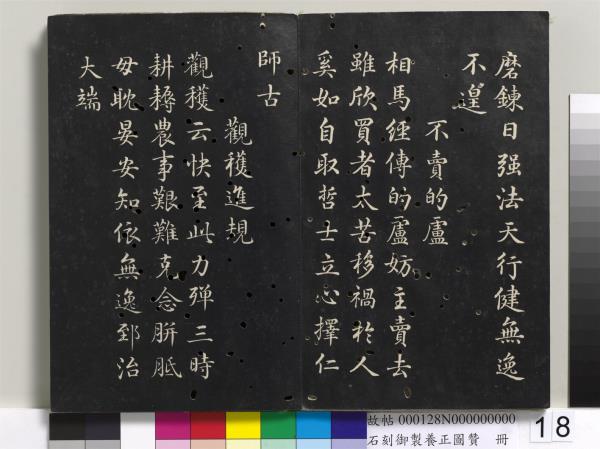 磨鍊日强法天行健無逸
不遑
不賣的盧
相馬經傳的盧妨主賣去
雖欣買者太苦移禍於人
奚如自取哲士立心擇仁
師古
觀穫進規
觀穫云快至此力殫三時
耕耨農事艱難克念胼胝
毋耽晏安知依無逸郅治
大端
故帖 000128N000000000
石刻御製養正圖贊 冊
18